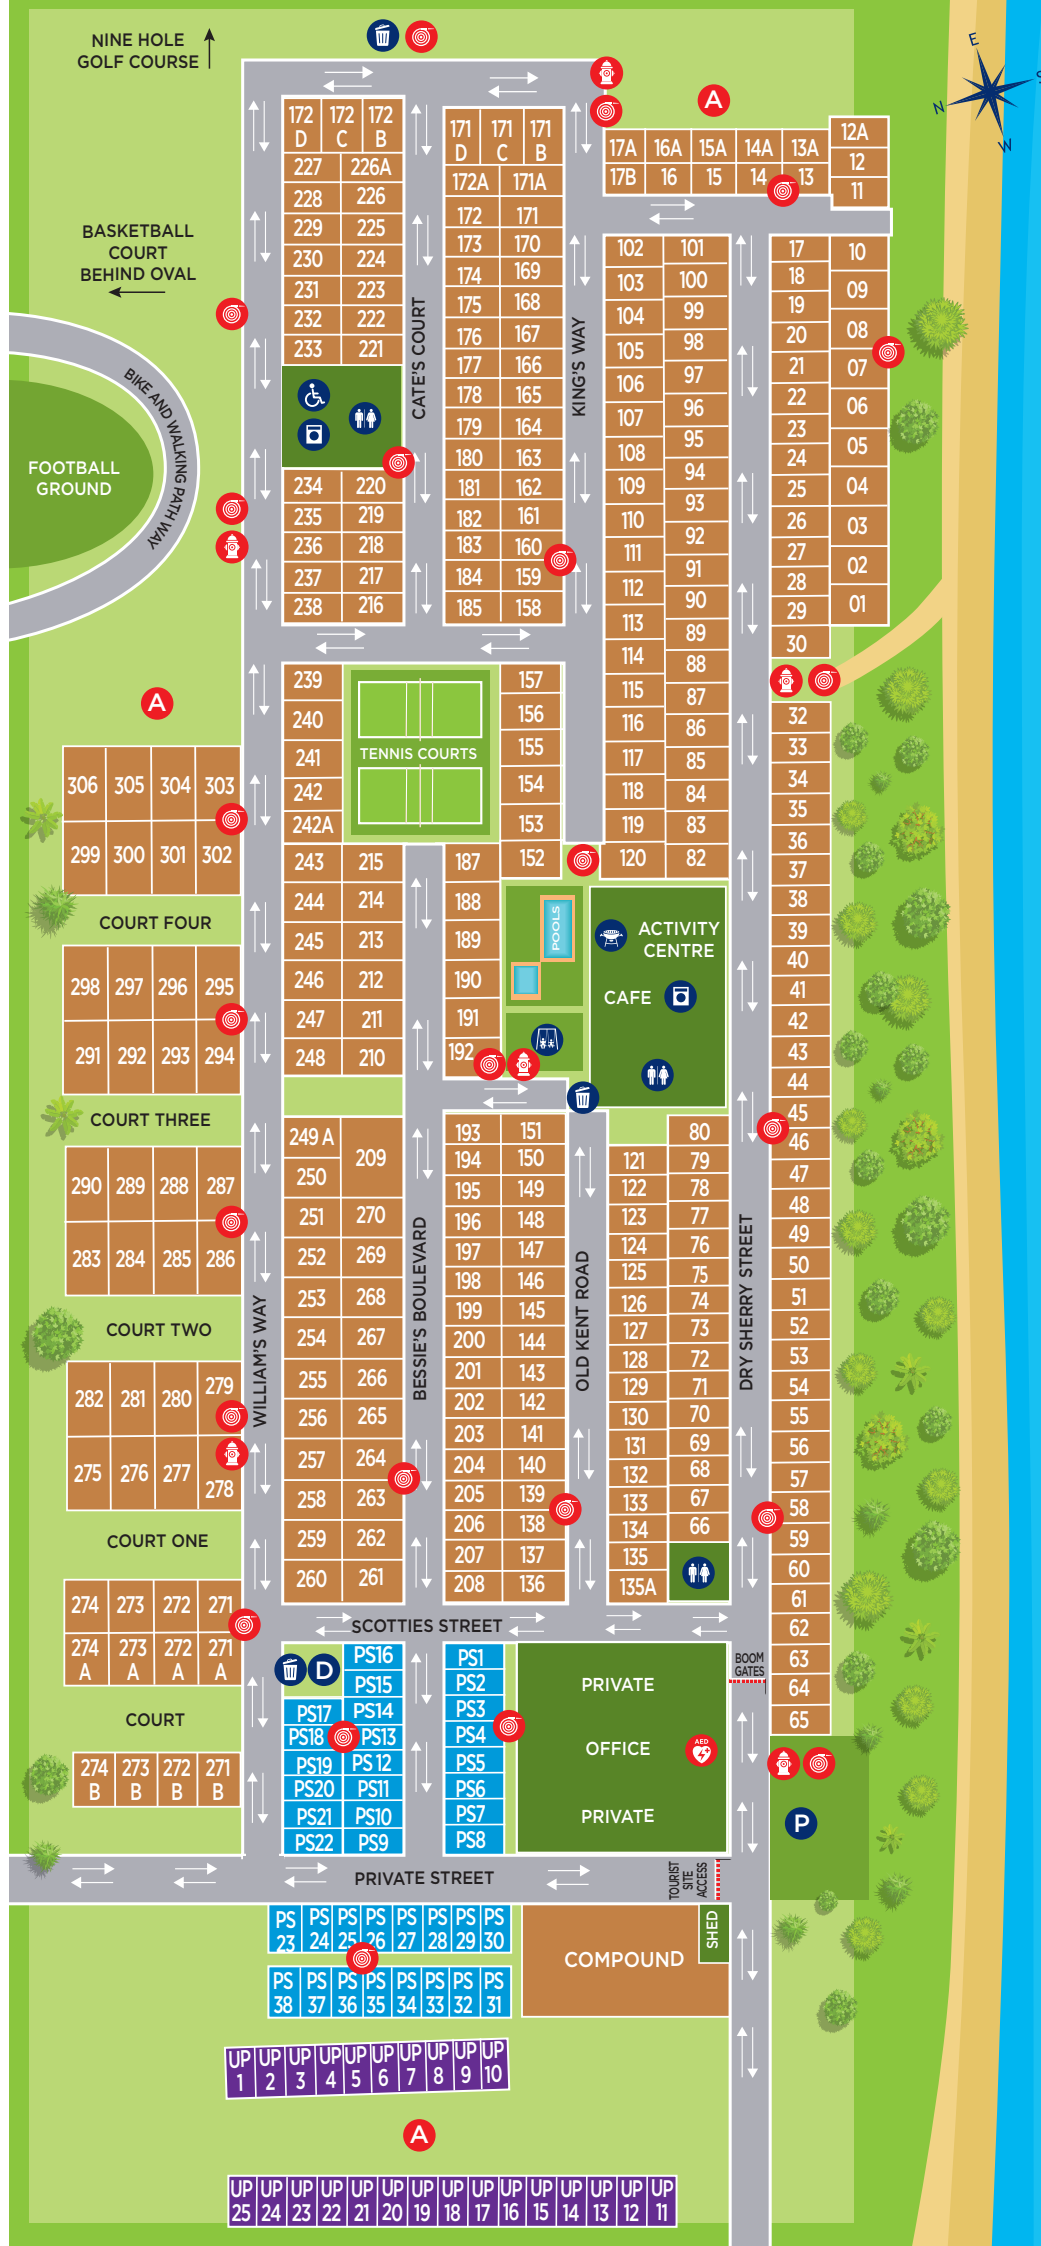 NINE HOLE
GOLF COURSE
E
S
N
W
A
172 D
172 C
172 B
171 D
171 C
171 B
17A 16A 15A 14A 13A
17B 16 15 14 13
12A
12
11
227 226A
228 226
229 225
230 224
231 223
232 222
233 221
172A 171A
172 171
173 170
174 169
175 168
176 167
177 166
178 165
179 164
180 163
181 162
182 161
183 160
184 159
185 158
BASKETBALL
COURT
BEHIND OVAL
CATE'S COURT
KING'S WAY
BIKE AND WALKING PATH WAY
FOOTBALL
GROUND
234 220
235 219
236 218
237 217
238 216
102 101
103 100
104 99
105 98
106 97
107 96
108 95
109 94
110 93
111 92
112 91
113 90
114 89
115 88
116 87
117 86
118 85
119 84
120 83
82
17 10
18 09
19 08
20 07
21 06
22 05
23 04
24 03
25 02
26 01
27
28
29
30
32
33
34
35
36
37
38
39
40
41
42
43
44
45
46
47
48
49
50
51
52
53
54
55
56
57
58
59
60
61
62
63
64
65
239
240
241
242
242A
TENNIS COURTS
157
156
155
154
153
152
A
306 305 304 303
299 300 301 302
COURT FOUR
298 297 296 295
291 292 293 294
COURT THREE
290 289 288 287
283 284 285 286
COURT TWO
282 281 280 279
275 276 277 278
COURT ONE
274 273 272 271
274 A
273 A
272 A
271 A
COURT
274 B
273 B
272 B
271 B
WILLIAM'S WAY
243 215
244 214
245 213
246 212
247 211
248 210
249 A 209
250
251 270
252 269
253 268
254 267
255 266
256 265
257 264
258 263
259 262
260 261
BESSIE'S BOULEVARD
187
188
189
190
191
192
POOLS
ACTIVITY
CENTRE
CAFE
193 151
194 150
195 149
196 148
197 147
198 146
199 145
200 144
201 143
202 142
203 141
204 140
205 139
206 138
207 137
208 136
OLD KENT ROAD
80
121 79
122 78
123 77
124 76
125 75
126 74
127 73
128 72
129 71
130 70
131 69
132 68
133 67
134 66
135
135A
DRY SHERRY STREET
SCOTTIES STREET
D
PS16
PS15
PS17 PS14
PS18 PS13
PS19 PS 12
PS20 PS11
PS21 PS10
PS22 PS9
PS1
PS2
PS3
PS4
PS5
PS6
PS7
PS8
PRIVATE
OFFICE
AED
PRIVATE
BOOM
GATES
P
PRIVATE STREET
TOURIST
SITE
ACCESS
PS 23
PS 24
PS 25
PS 26
PS 27
PS 28
PS 29
PS 30
PS 38
PS 37
PS 36
PS 35
PS 34
PS 33
PS 32
PS 31
COMPOUND
SHED
UP 1
UP 2
UP 3
UP 4
UP 5
UP 6
UP 7
UP 8
UP 9
UP 10
A
UP 25
UP 24
UP 23
UP 22
UP 21
UP 20
UP 19
UP 18
UP 17
UP 16
UP 15
UP 14
UP 13
UP 12
UP 11